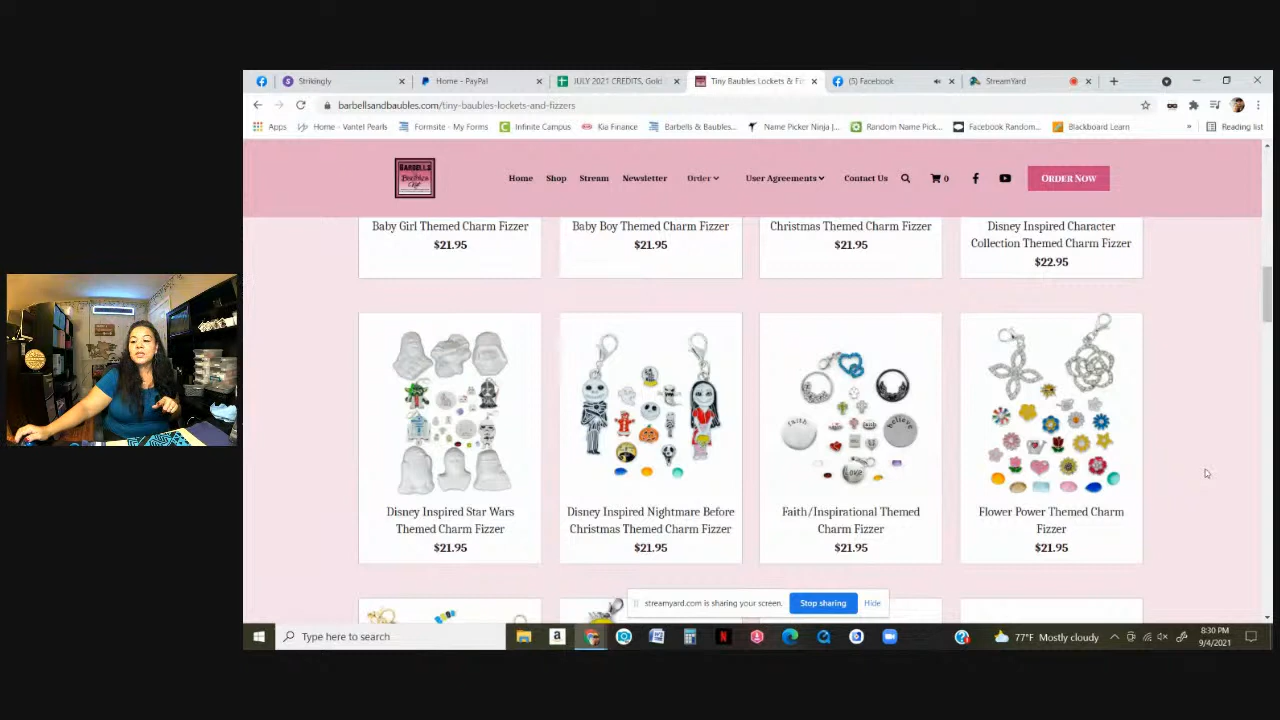 Strikingly
Home - PayPal
JULY 2021 CREDITS, Gold
Tiny Baubles Lockets & Fiz
(5) Facebook
StreamYard
barbellsandbaubles.com/tiny-baubles-lockets-and-fizzers
Apps
Home - Vantel Pearls
Formsite - My Forms
Infinite Campus
Kia Finance
Barbells & Baubles...
Name Picker Ninja |...
Random Name Pick...
Facebook Random...
Blackboard Learn
»
Reading list
BARBELLS
Baubles
Home
Shop
Stream
Newsletter
Order
User Agreements
Contact Us
0
ORDER NOW
Baby Girl Themed Charm Fizzer
$21.95
Baby Boy Themed Charm Fizzer
$21.95
Christmas Themed Charm Fizzer
$21.95
Disney Inspired Character
Collection Themed Charm Fizzer
$22.95
faith
believe
Love
Disney Inspired Star Wars
Themed Charm Fizzer
$21.95
Disney Inspired Nightmare Before
Christmas Themed Charm Fizzer
$21.95
Faith/Inspirational Themed
Charm Fizzer
$21.95
Flower Power Themed Charm
Fizzer
$21.95
streamyard.com is sharing your screen.
Stop sharing
Hide
Type here to search
77°F Mostly cloudy
8:30 PM
9/4/2021